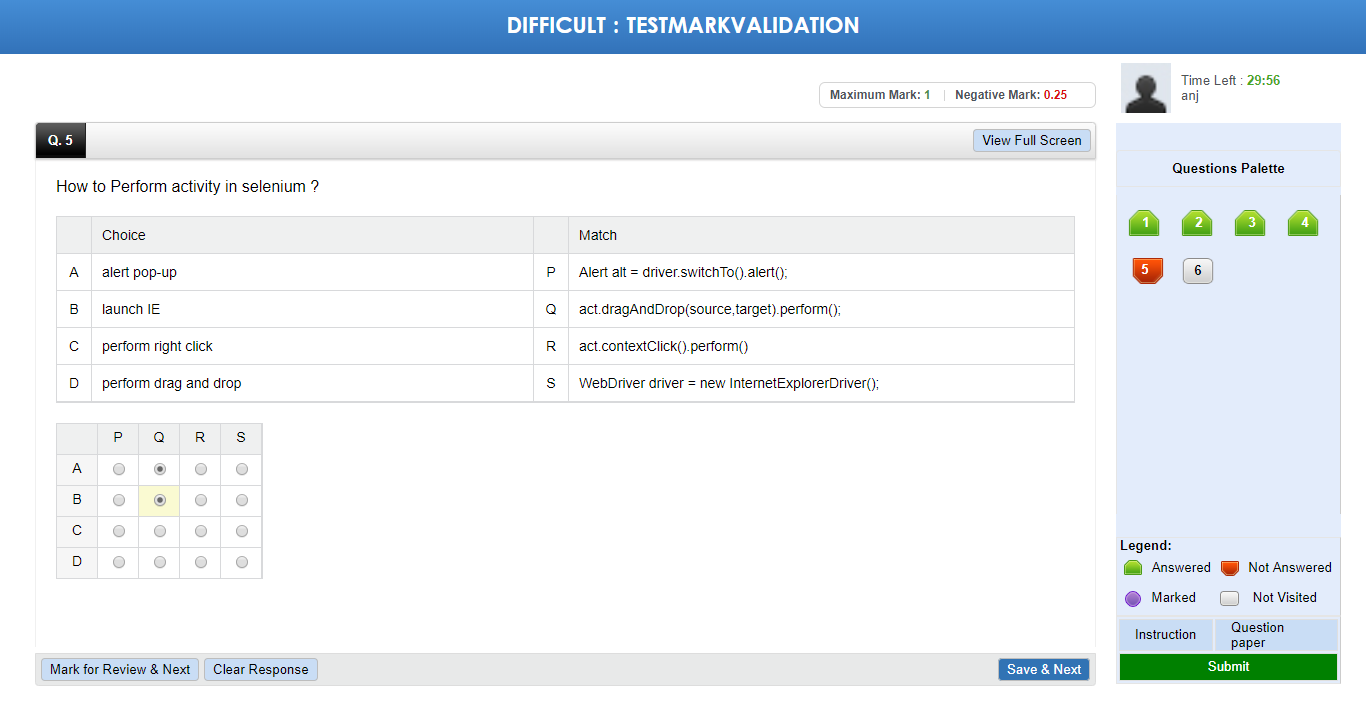 DIFFICULT : TESTMARKVALIDATION
Maximum Mark: 1 | Negative Mark: 0.25
Time Left : 29:56
anj
Q. 5
View Full Screen
How to Perform activity in selenium ?
Choice Match
A alert pop-up P Alert alt = driver.switchTo().alert();
B launch IE Q act.dragAndDrop(source,target).perform();
C perform right click R act.contextClick().perform()
D perform drag and drop S WebDriver driver = new InternetExplorerDriver();
P Q R S
A
B
C
D
Mark for Review & Next Clear Response Save & Next
Questions Palette
1 2 3 4
5 6
Legend:
Answered Not Answered
Marked Not Visited
Instruction Question
paper
Submit